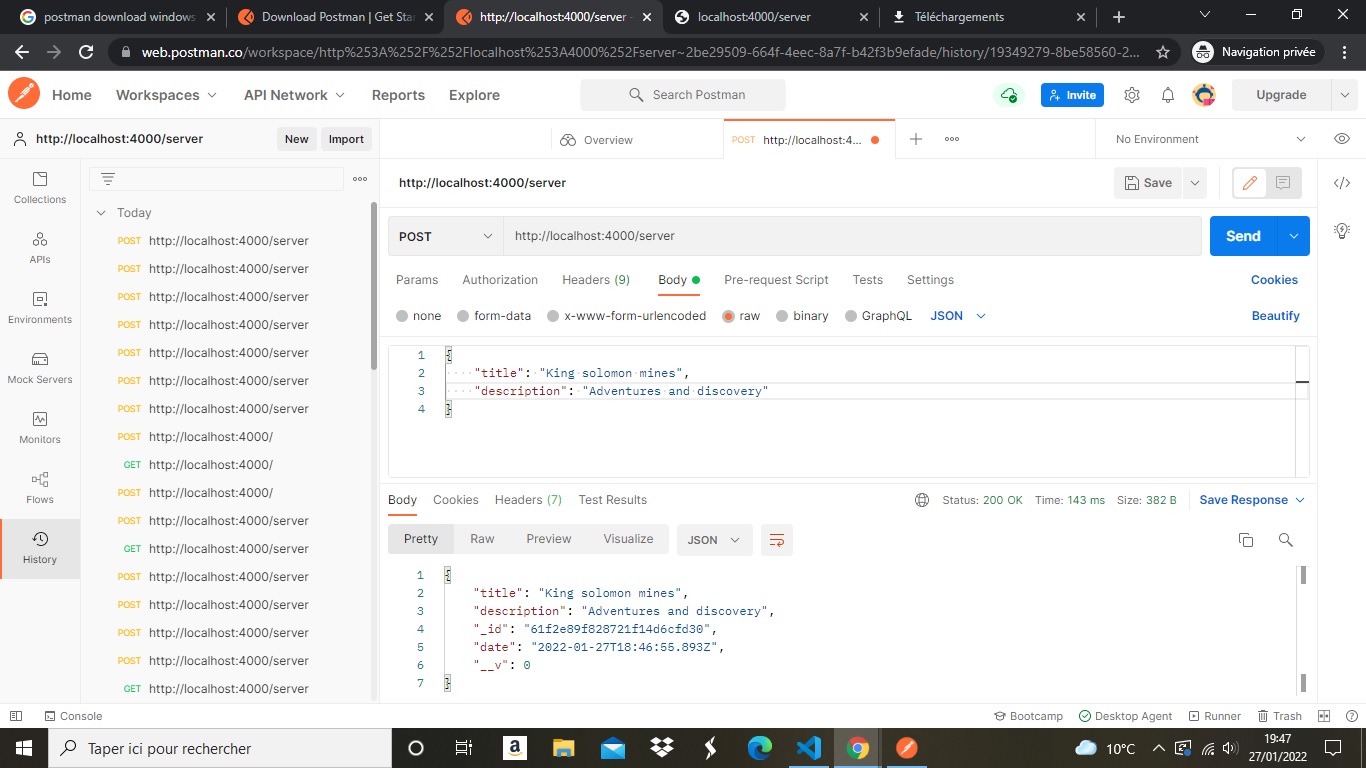 postman download windows
Download Postman | Get Star
http://localhost:4000/server -
localhost:4000/server
Téléchargements
web.postman.co/workspace/http%253A%252F%252Flocalhost%253A4000%252Fserver~2be29509-664f-4eec-8a7f-b42f3b9efade/history/19349279-8be58560-2...
Navigation privée
Home
Workspaces
API Network
Reports
Explore
Search Postman
Invite
Upgrade
http://localhost:4000/server
New
Import
Overview
POST http://localhost:4...
No Environment
Collections
APIs
Environments
Mock Servers
Monitors
Flows
History
Today
POST http://localhost:4000/server
POST http://localhost:4000/server
POST http://localhost:4000/server
POST http://localhost:4000/server
POST http://localhost:4000/server
POST http://localhost:4000/server
POST http://localhost:4000/server
POST http://localhost:4000/
GET http://localhost:4000/
POST http://localhost:4000/
POST http://localhost:4000/server
GET http://localhost:4000/server
POST http://localhost:4000/server
POST http://localhost:4000/server
POST http://localhost:4000/server
POST http://localhost:4000/server
GET http://localhost:4000/server
http://localhost:4000/server
Save
POST
http://localhost:4000/server
Send
Params Authorization Headers (9) Body Pre-request Script Tests Settings Cookies
none form-data x-www-form-urlencoded raw binary GraphQL JSON Beautify
1 {
2 "title": "King solomon mines",
3 "description": "Adventures and discovery"
4 }
Body Cookies Headers (7) Test Results
Status: 200 OK Time: 143 ms Size: 382 B Save Response
Pretty Raw Preview Visualize JSON
1 {
2 "title": "King solomon mines",
3 "description": "Adventures and discovery",
4 "_id": "61f2e89f828721f14d6cfd30",
5 "date": "2022-01-27T18:46:55.893Z",
6 "__v": 0
7 }
Console
Bootcamp Desktop Agent Runner Trash
Taper ici pour rechercher
a
10°C
19:47
27/01/2022